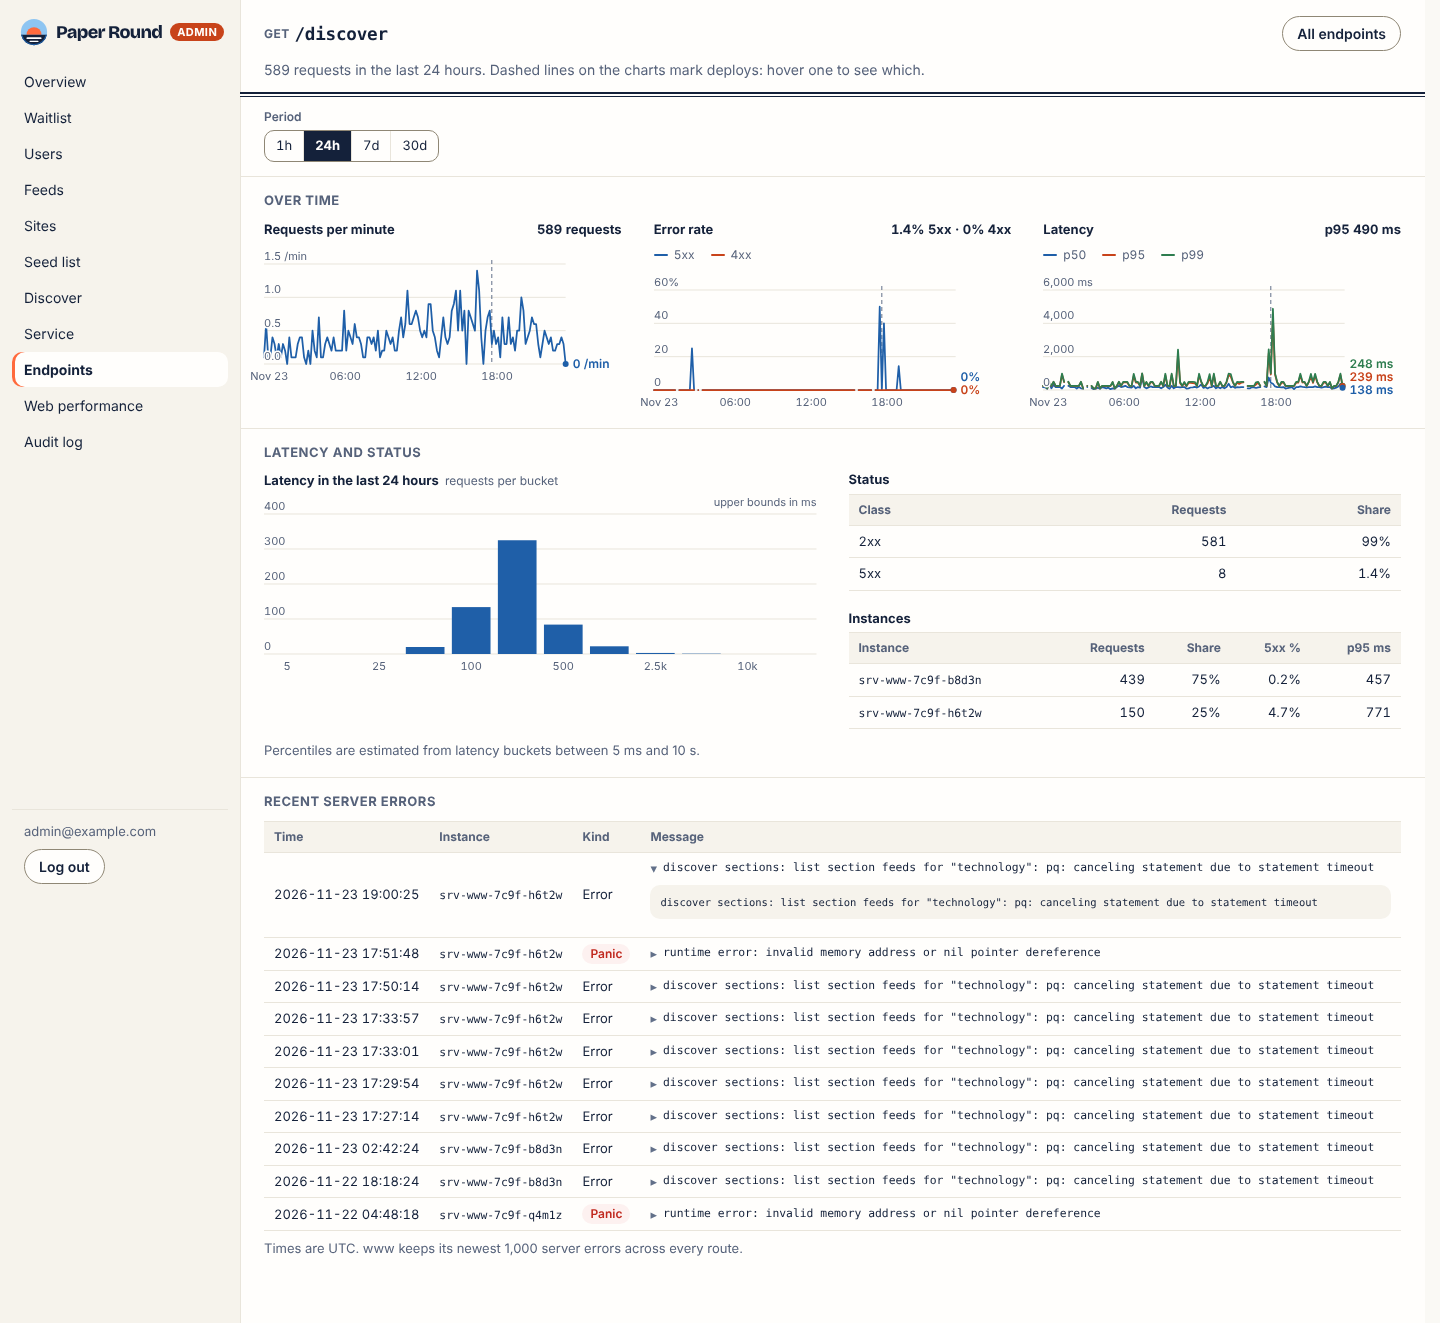 Paper Round ADMIN
Overview
Waitlist
Users
Feeds
Sites
Seed list
Discover
Service
Endpoints
Web performance
Audit log
admin@example.com
Log out
GET /discover
All endpoints
589 requests in the last 24 hours. Dashed lines on the charts mark deploys: hover one to see which.
Period
1h 24h 7d 30d
OVER TIME
Requests per minute 589 requests
1.5 /min
1.0
0.5
0.0
0 /min
Nov 23 06:00 12:00 18:00
Error rate 1.4% 5xx · 0% 4xx
5xx 4xx
60%
40
20
0
0%
0%
Nov 23 06:00 12:00 18:00
Latency p95 490 ms
p50 p95 p99
6,000 ms
4,000
2,000
0
248 ms
239 ms
138 ms
Nov 23 06:00 12:00 18:00
LATENCY AND STATUS
Latency in the last 24 hours requests per bucket
upper bounds in ms
400
300
200
100
0
5 25 100 500 2.5k 10k
Percentiles are estimated from latency buckets between 5 ms and 10 s.
Status
Class Requests Share
2xx 581 99%
5xx 8 1.4%
Instances
Instance Requests Share 5xx % p95 ms
srv-www-7c9f-b8d3n 439 75% 0.2% 457
srv-www-7c9f-h6t2w 150 25% 4.7% 771
RECENT SERVER ERRORS
Time Instance Kind Message
2026-11-23 19:00:25 srv-www-7c9f-h6t2w Error discover sections: list section feeds for "technology": pq: canceling statement due to statement timeout
discover sections: list section feeds for "technology": pq: canceling statement due to statement timeout
2026-11-23 17:51:48 srv-www-7c9f-h6t2w Panic runtime error: invalid memory address or nil pointer dereference
2026-11-23 17:50:14 srv-www-7c9f-h6t2w Error discover sections: list section feeds for "technology": pq: canceling statement due to statement timeout
2026-11-23 17:33:57 srv-www-7c9f-h6t2w Error discover sections: list section feeds for "technology": pq: canceling statement due to statement timeout
2026-11-23 17:33:01 srv-www-7c9f-h6t2w Error discover sections: list section feeds for "technology": pq: canceling statement due to statement timeout
2026-11-23 17:29:54 srv-www-7c9f-h6t2w Error discover sections: list section feeds for "technology": pq: canceling statement due to statement timeout
2026-11-23 17:27:14 srv-www-7c9f-h6t2w Error discover sections: list section feeds for "technology": pq: canceling statement due to statement timeout
2026-11-23 02:42:24 srv-www-7c9f-b8d3n Error discover sections: list section feeds for "technology": pq: canceling statement due to statement timeout
2026-11-22 18:18:24 srv-www-7c9f-b8d3n Error discover sections: list section feeds for "technology": pq: canceling statement due to statement timeout
2026-11-22 04:48:18 srv-www-7c9f-q4m1z Panic runtime error: invalid memory address or nil pointer dereference
Times are UTC. www keeps its newest 1,000 server errors across every route.